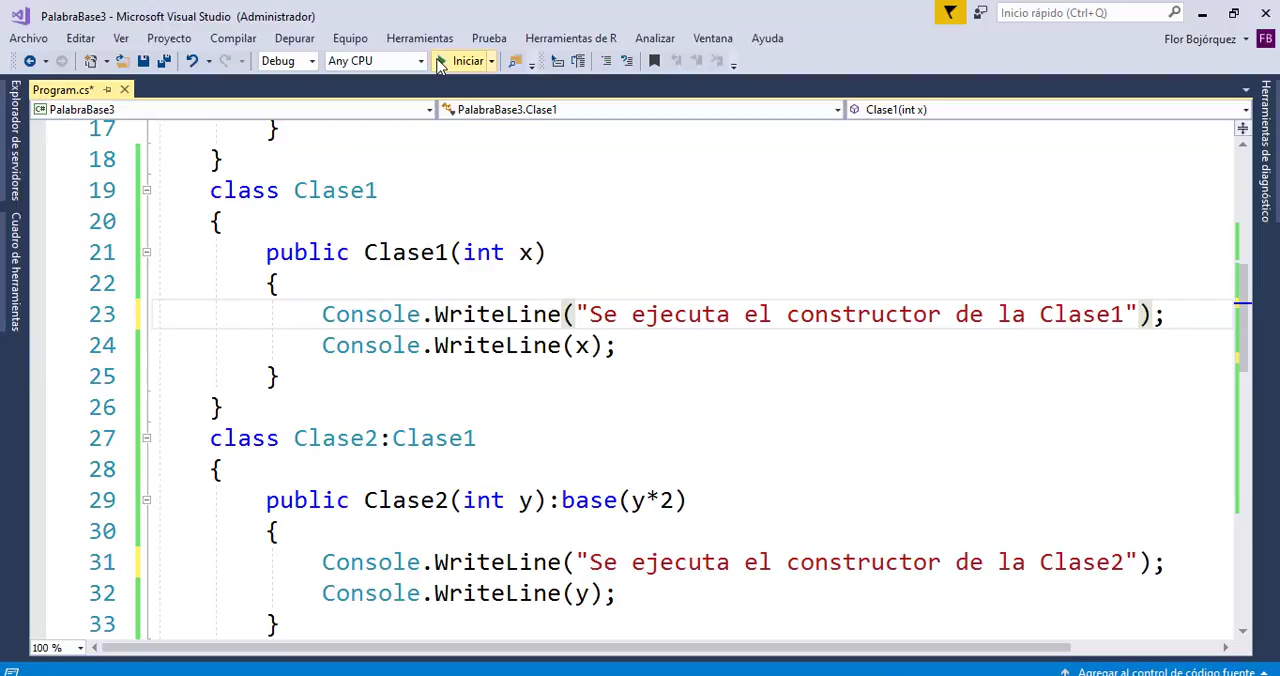 PalabraBase3 - Microsoft Visual Studio (Administrador)
Inicio rápido (Ctrl+Q)
Archivo Editar Ver Proyecto Compilar Depurar Equipo Herramientas Prueba Herramientas de R Analizar Ventana Ayuda
Flor Bojórquez FB
Debug Any CPU Iniciar
Program.cs*
C# PalabraBase3 PalabraBase3.Clase1 Clase1(int x)
Explorador de servidores
Cuadro de herramientas
Herramientas de diagnóstico
17 }
18 }
19 class Clase1
20 {
21 public Clase1(int x)
22 {
23 Console.WriteLine("Se ejecuta el constructor de la Clase1");
24 Console.WriteLine(x);
25 }
26 }
27 class Clase2:Clase1
28 {
29 public Clase2(int y):base(y*2)
30 {
31 Console.WriteLine("Se ejecuta el constructor de la Clase2");
32 Console.WriteLine(y);
33 }
100 %
Agregar al control de código fuente